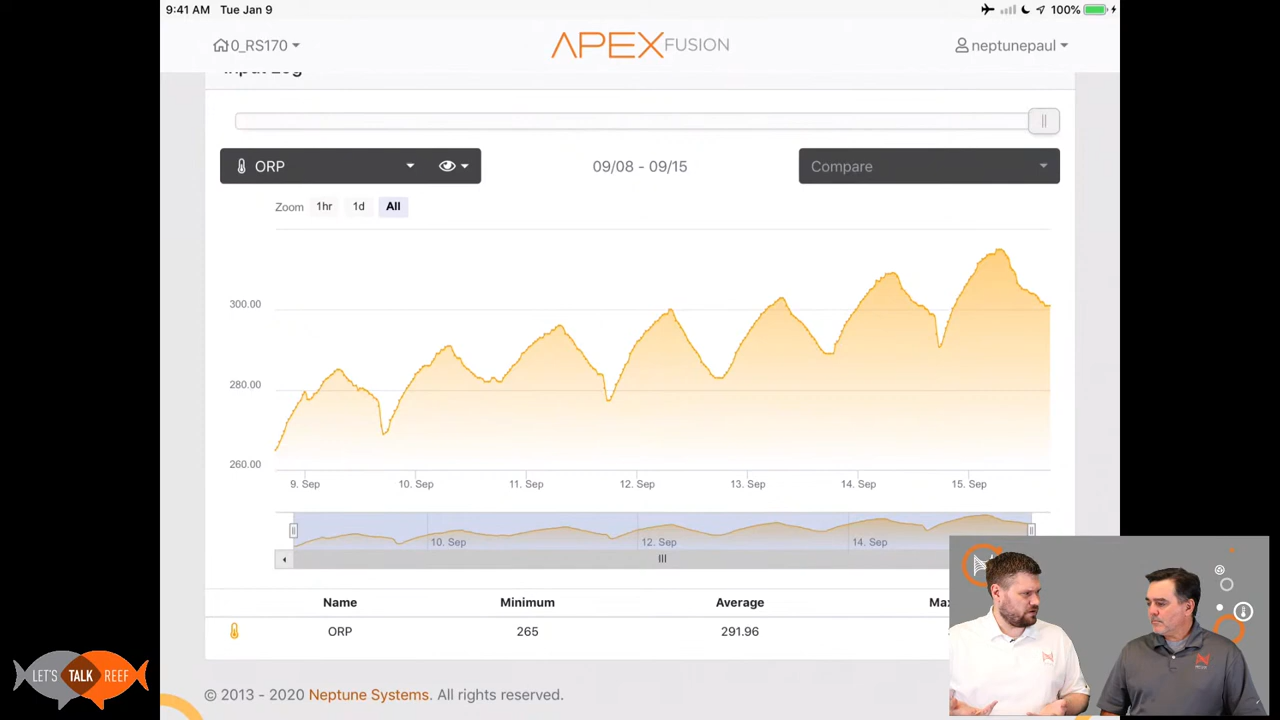 9:41 AM Tue Jan 9
100%
0_RS170
APEX FUSION
neptunepaul
Input Log
ORP
09/08 - 09/15
Compare
Zoom 1hr 1d All
300.00
280.00
260.00
9. Sep 10. Sep 11. Sep 12. Sep 13. Sep 14. Sep 15. Sep
10. Sep 12. Sep 14. Sep
Name Minimum Average
ORP 265 291.96
LET'S TALK REEF
© 2013 - 2020 Neptune Systems. All rights reserved.